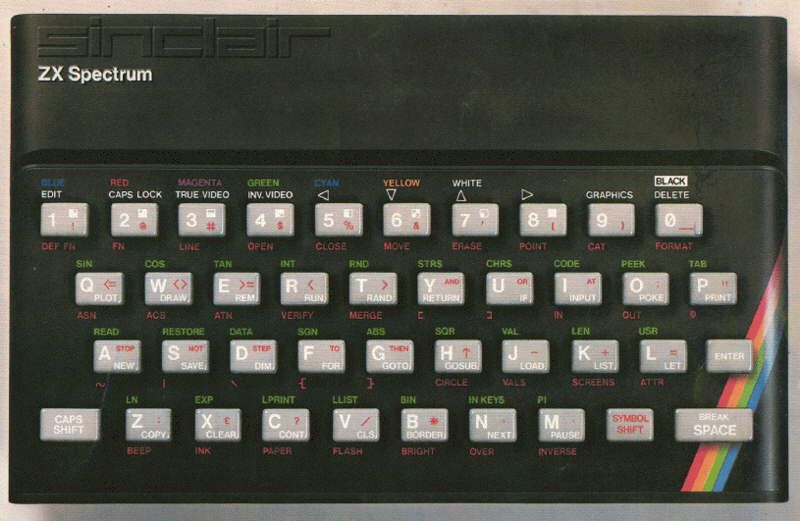 sinclair
ZX Spectrum
BLUE RED MAGENTA GREEN CYAN YELLOW WHITE BLACK
EDIT CAPS LOCK TRUE VIDEO INV. VIDEO ◁ ▽ △ ▷ GRAPHICS DELETE
1 ! 2 @ 3 # 4 $ 5 % 6 & 7 ' 8 ( 9 ) 0 _
DEF FN FN LINE OPEN CLOSE MOVE ERASE POINT CAT FORMAT
SIN COS TAN INT RND STRS CHRS CODE PEEK TAB
Q <= W <> E >= R < T > Y AND U OR I AT O ; P "
PLOT DRAW REM RUN RAND RETURN IF INPUT POKE PRINT
ASN ACS ATN VERIFY MERGE [ ] IN OUT ©
READ RESTORE DATA SGN ABS SQR VAL LEN USR
A STOP S NOT D STEP F TO G THEN H ↑ J − K + L = ENTER
NEW SAVE DIM FOR GOTO GOSUB LOAD LIST LET
~ | \ { } CIRCLE VALS SCREENS ATTR
LN EXP LPRINT LLIST BIN IN KEYS PI
CAPS SHIFT Z : X £ C ? V / B * N , M . SYMBOL SHIFT BREAK SPACE
COPY CLEAR CONT CLS BORDER NEXT PAUSE
BEEP INK PAPER FLASH BRIGHT OVER INVERSE